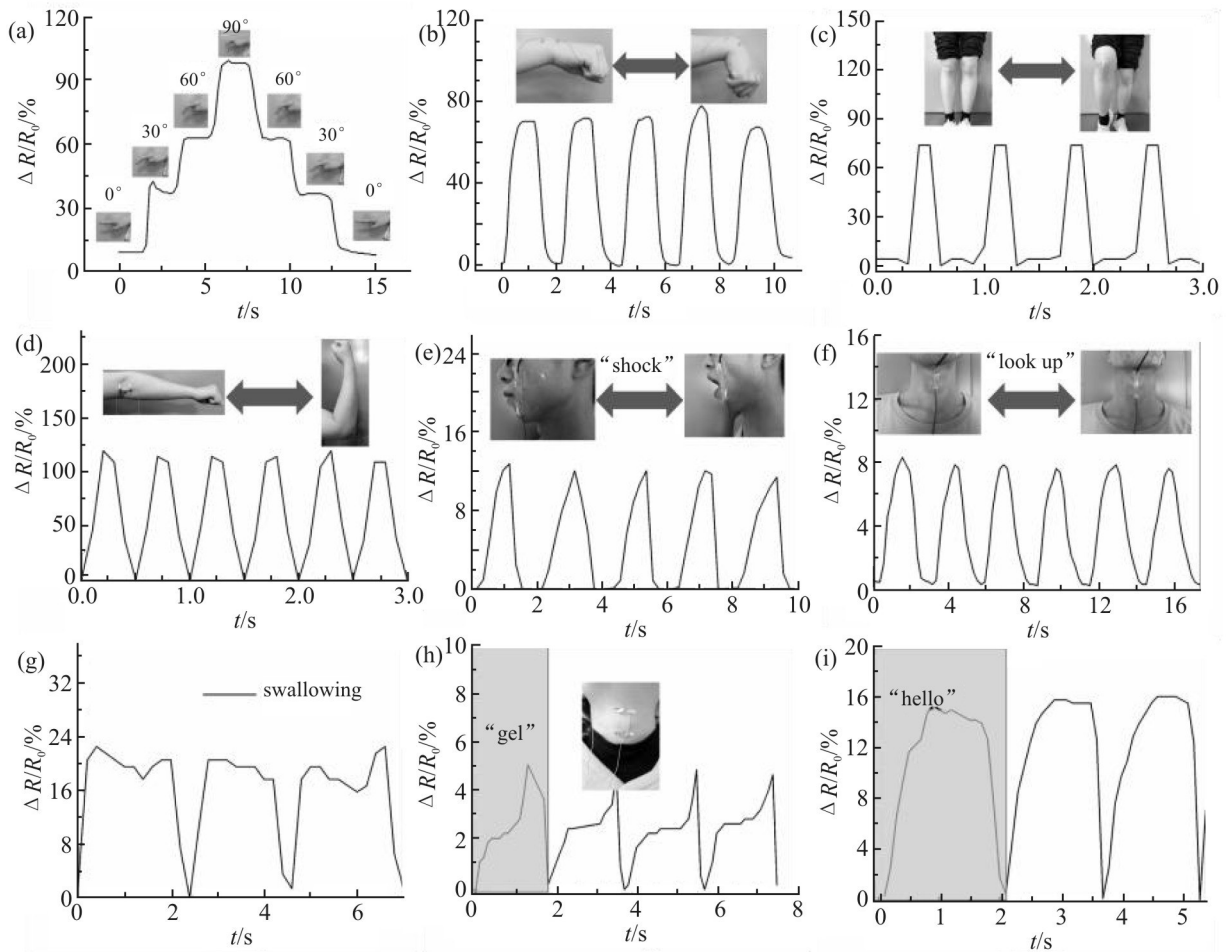 (a)
120
90
60
30
0
ΔR/R₀/%
0°
30°
60°
90°
60°
30°
0°
0 5 10 15
t/s
(b)
120
100
80
60
40
20
0
ΔR/R₀/%
0 2 4 6 8 10
t/s
(c)
150
120
90
60
30
0
ΔR/R₀/%
0.0 1.0 2.0 3.0
t/s
(d)
200
150
100
50
0
ΔR/R₀/%
0.0 1.0 2.0 3.0
t/s
(e)
24
20
16
12
8
4
0
ΔR/R₀/%
“shock”
0 2 4 6 8 10
t/s
(f)
16
12
8
4
0
ΔR/R₀/%
“look up”
0 4 8 12 16
t/s
(g)
32
24
16
8
0
ΔR/R₀/%
swallowing
0 2 4 6
t/s
(h)
10
8
6
4
2
0
ΔR/R₀/%
“gel”
0 2 4 6 8
t/s
(i)
20
16
12
8
4
0
ΔR/R₀/%
“hello”
0 1 2 3 4 5
t/s